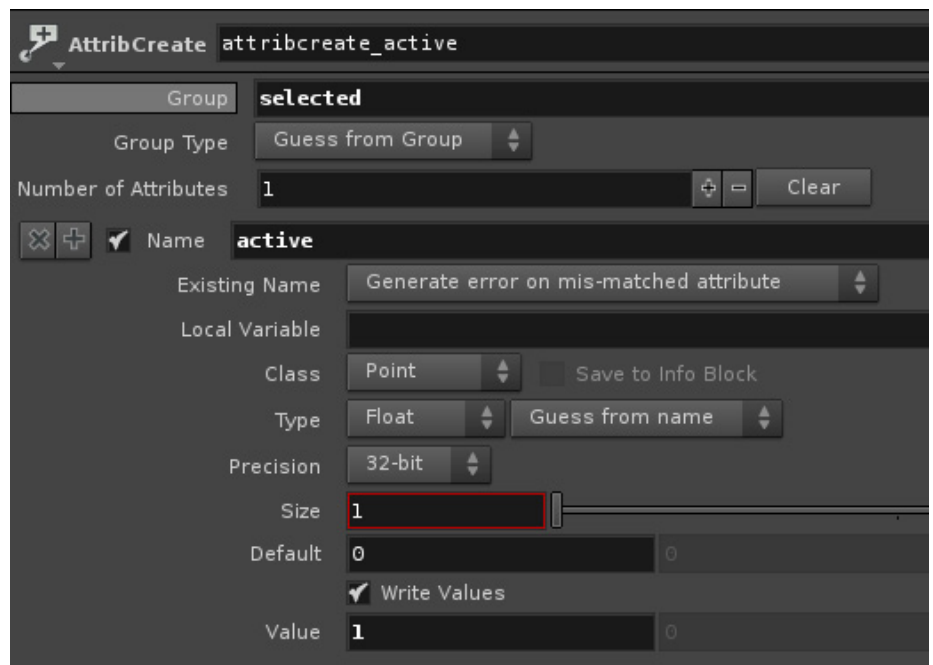 AttribCreate attribcreate_active
Group selected
Group Type Guess from Group
Number of Attributes 1 Clear
Name active
Existing Name Generate error on mis-matched attribute
Local Variable
Class Point Save to Info Block
Type Float Guess from name
Precision 32-bit
Size 1
Default 0 0
Write Values
Value 1 0